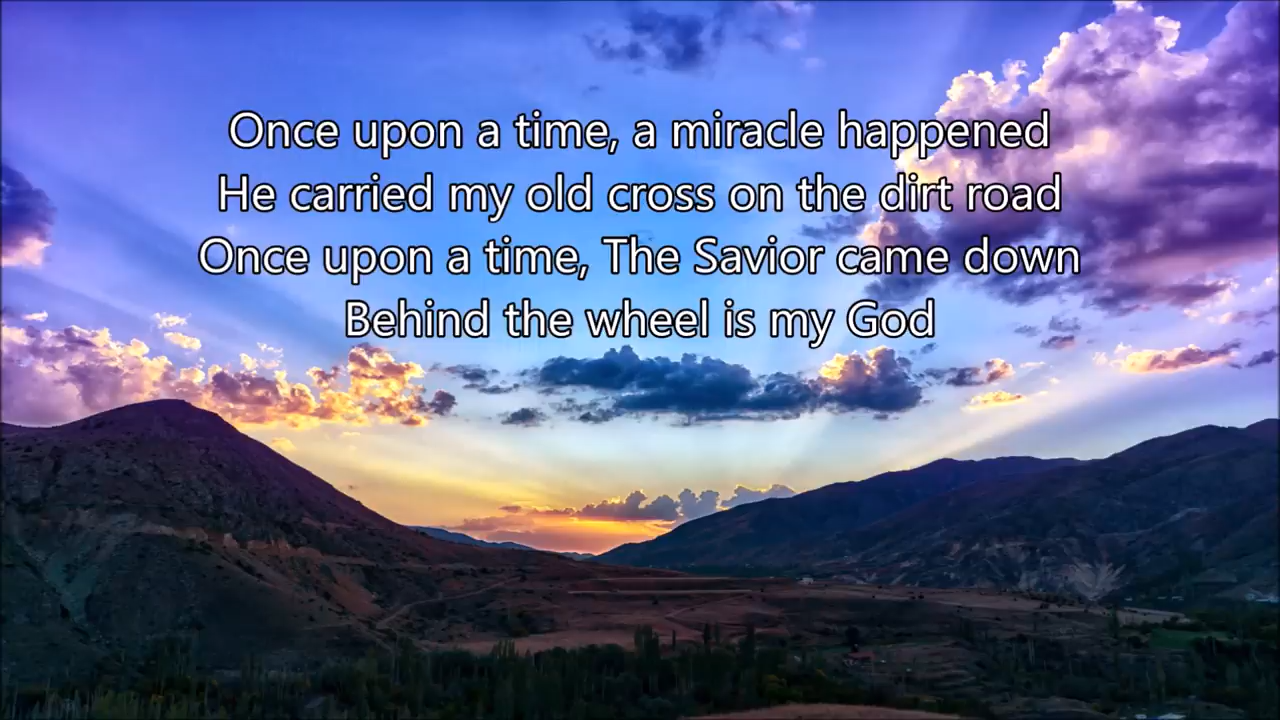 Once upon a time, a miracle happened
He carried my old cross on the dirt road
Once upon a time, The Savior came down
Behind the wheel is my God